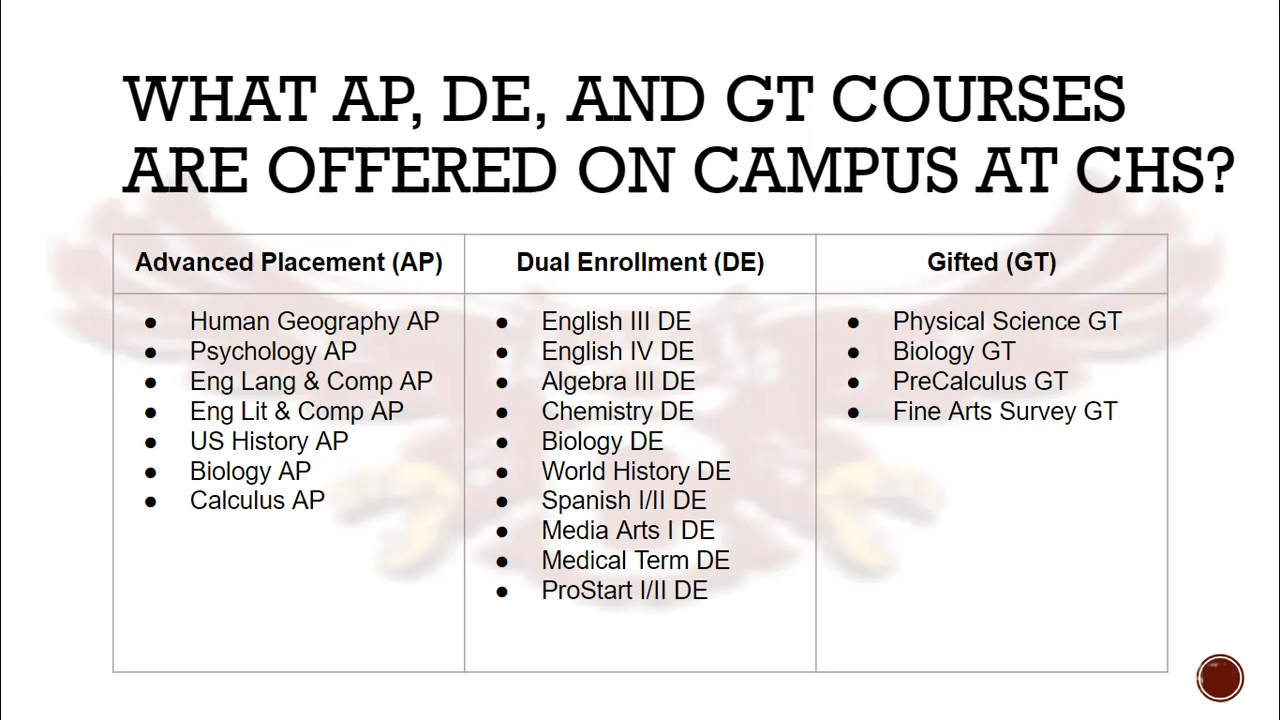 WHAT AP, DE, AND GT COURSES
ARE OFFERED ON CAMPUS AT CHS?
Advanced Placement (AP)
● Human Geography AP
● Psychology AP
● Eng Lang & Comp AP
● Eng Lit & Comp AP
● US History AP
● Biology AP
● Calculus AP
Dual Enrollment (DE)
● English III DE
● English IV DE
● Algebra III DE
● Chemistry DE
● Biology DE
● World History DE
● Spanish I/II DE
● Media Arts I DE
● Medical Term DE
● ProStart I/II DE
Gifted (GT)
● Physical Science GT
● Biology GT
● PreCalculus GT
● Fine Arts Survey GT